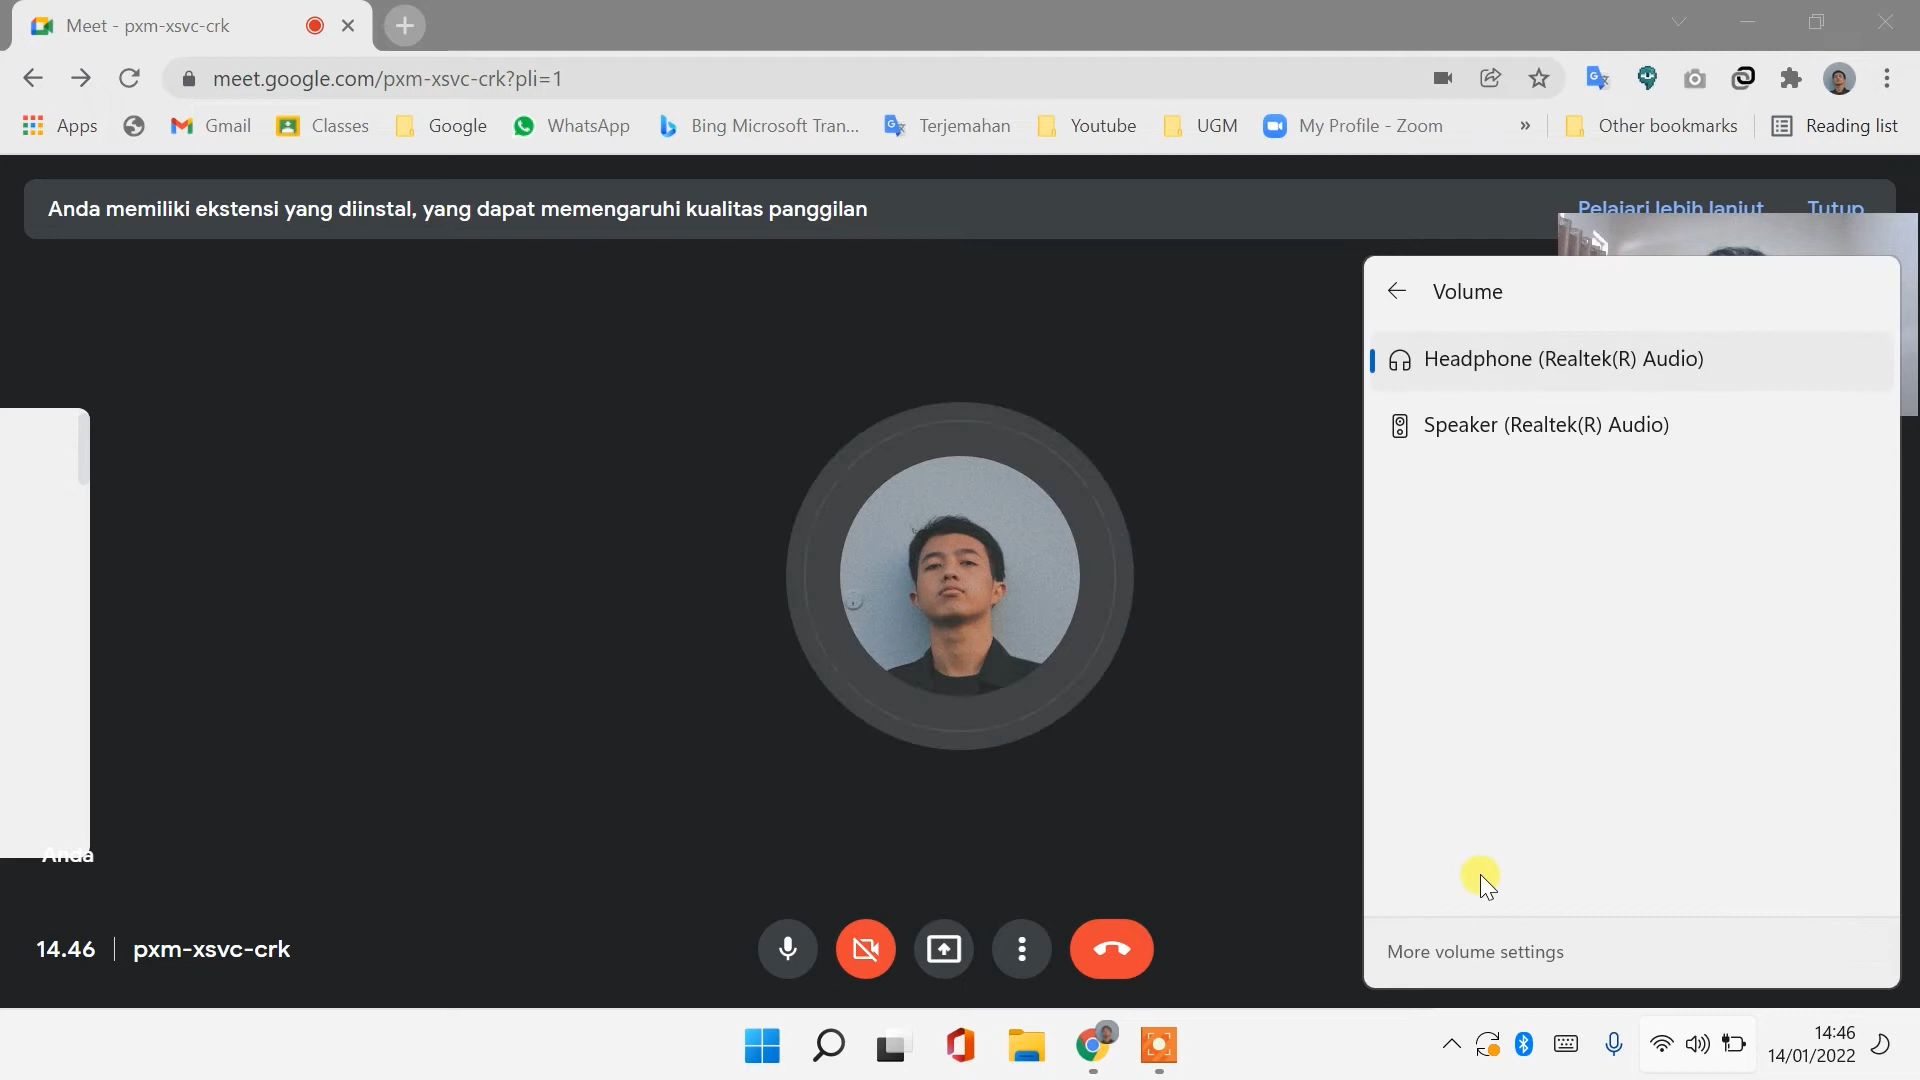 Meet - pxm-xsvc-crk
meet.google.com/pxm-xsvc-crk?pli=1
Apps
Gmail
Classes
Google
WhatsApp
Bing Microsoft Tran...
Terjemahan
Youtube
UGM
My Profile - Zoom
»
Other bookmarks
Reading list
Anda memiliki ekstensi yang diinstal, yang dapat memengaruhi kualitas panggilan
Pelajari lebih lanjut
Tutup
Volume
Headphone (Realtek(R) Audio)
Speaker (Realtek(R) Audio)
More volume settings
Anda
14.46 | pxm-xsvc-crk
14:46
14/01/2022